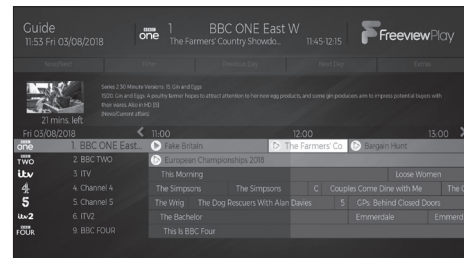 Guide
11:53 Fri 03/08/2018
BBC one
1 BBC ONE East W
The Farmers' Country Showdo...
11:45-12:15
FreeviewPlay
Now/Next
Previous Day
Next Day
Extras
Series 2 30 Minute Versions: 13. Gin and Eggs
15/20. Gin and Eggs: A poultry farmer hopes to attract attention to her new egg products, and some gin producers aim to impress potential buyers with
their wares. Also in HD. [S]
(News/Current affairs)
21 mins. left
Fri 03/08/2018 < 11:00 12:00 13:00 >
BBC one 1. BBC ONE East... Fake Britain The Farmers' Co Bargain Hunt
BBC TWO 2. BBC TWO European Championships 2018
itv 3. ITV This Morning Loose Women
4 4. Channel 4 The Simpsons The Simpsons C Couples Come Dine with Me The
5 5. Channel 5 The Wrig The Dog Rescuers With Alan Davies 5 GPs: Behind Closed Doors
itv2 6. ITV2 The Bachelor Emmerdale Emmerd
BBC FOUR 9. BBC FOUR This Is BBC Four